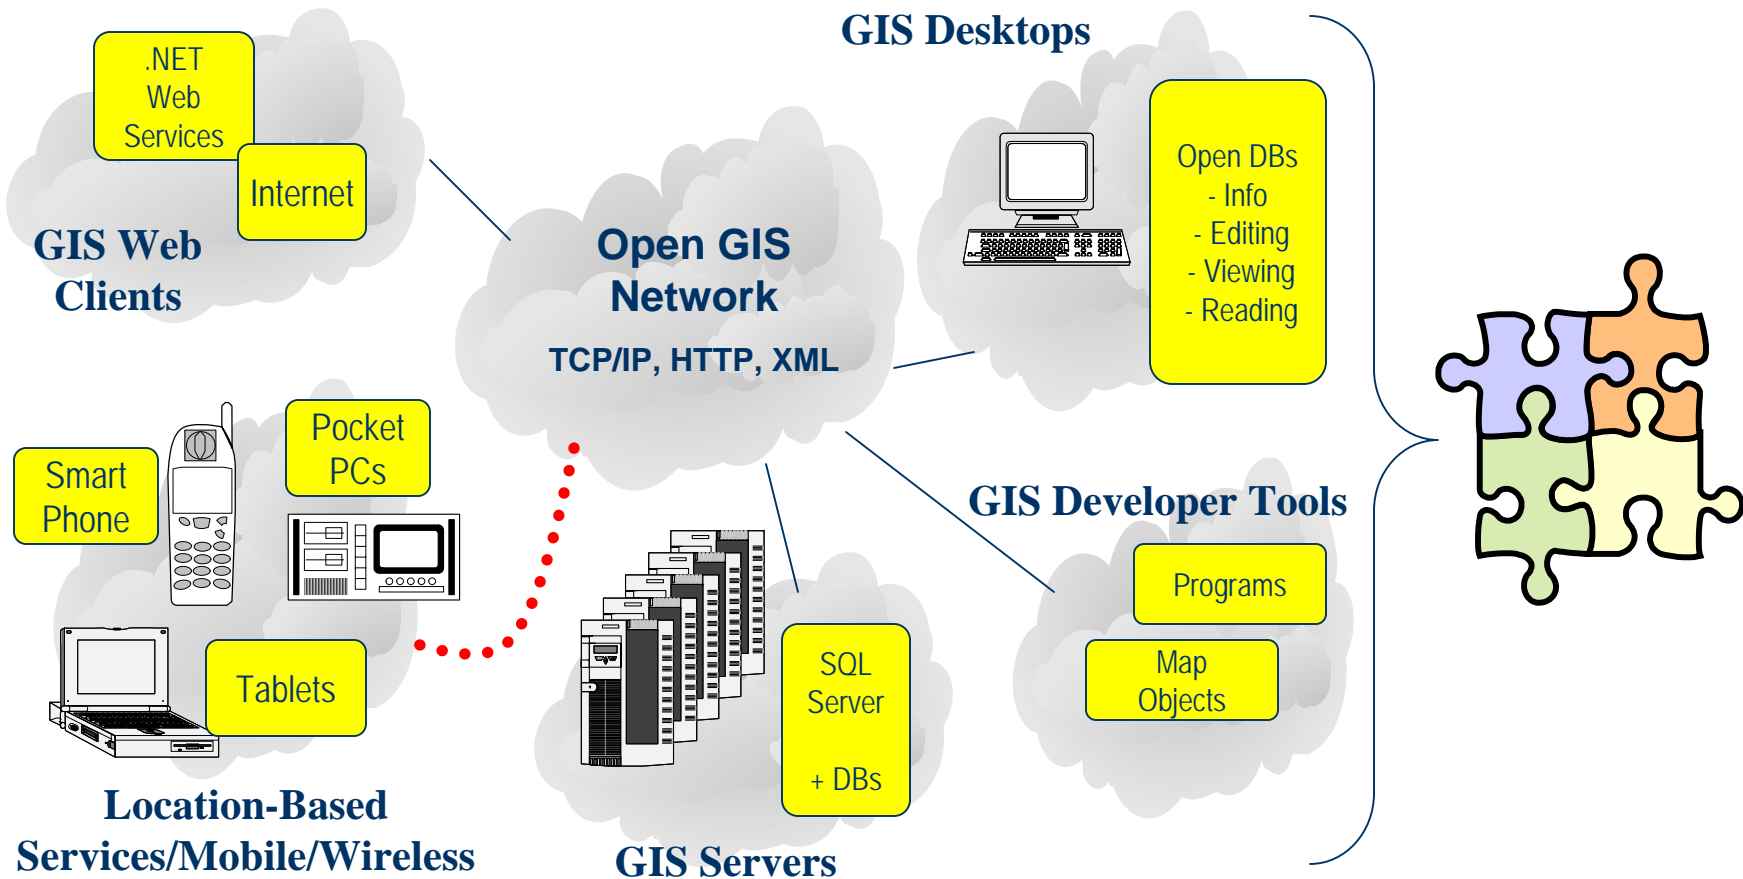 .NET
Web
Services
Internet
GIS Web
Clients
Open GIS
Network
TCP/IP, HTTP, XML
GIS Desktops
Open DBs
- Info
- Editing
- Viewing
- Reading
Smart
Phone
Pocket
PCs
Tablets
Location-Based
Services/Mobile/Wireless
SQL
Server
+ DBs
GIS Servers
GIS Developer Tools
Programs
Map
Objects